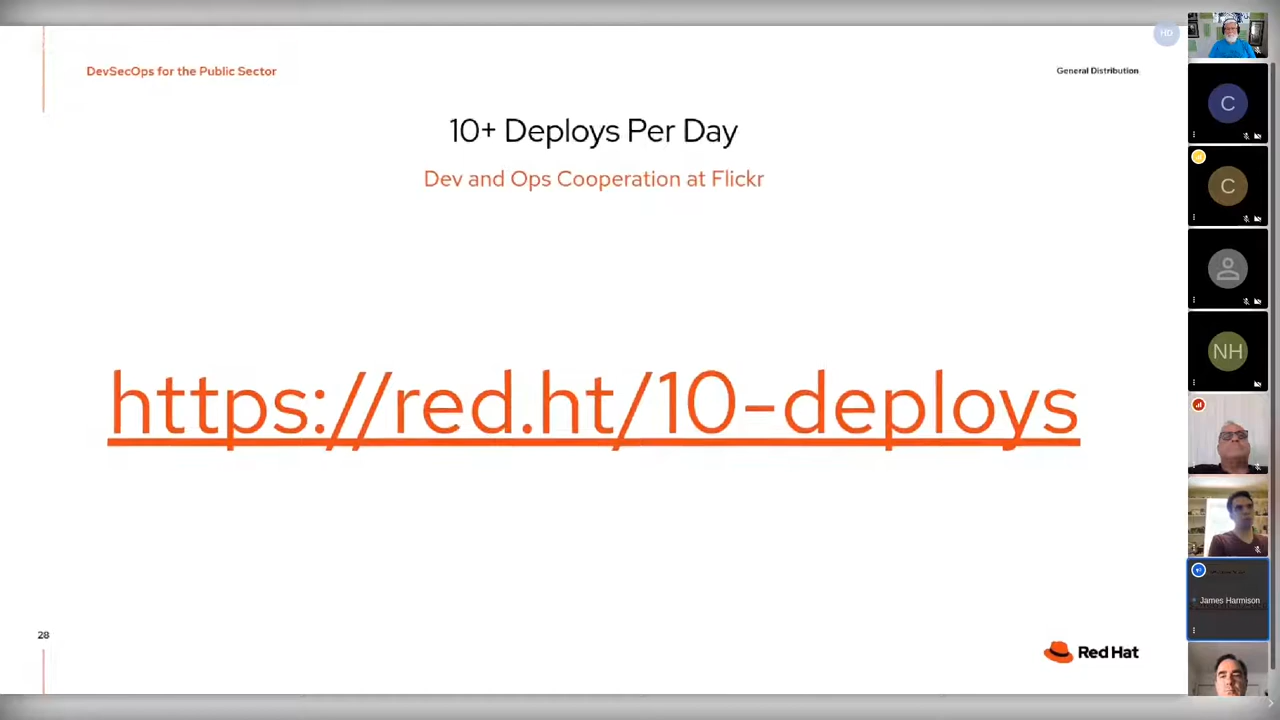 DevSecOps for the Public Sector
General Distribution
HD
10+ Deploys Per Day
Dev and Ops Cooperation at Flickr
https://red.ht/10-deploys
28
Red Hat
C
C
NH
James Harmison